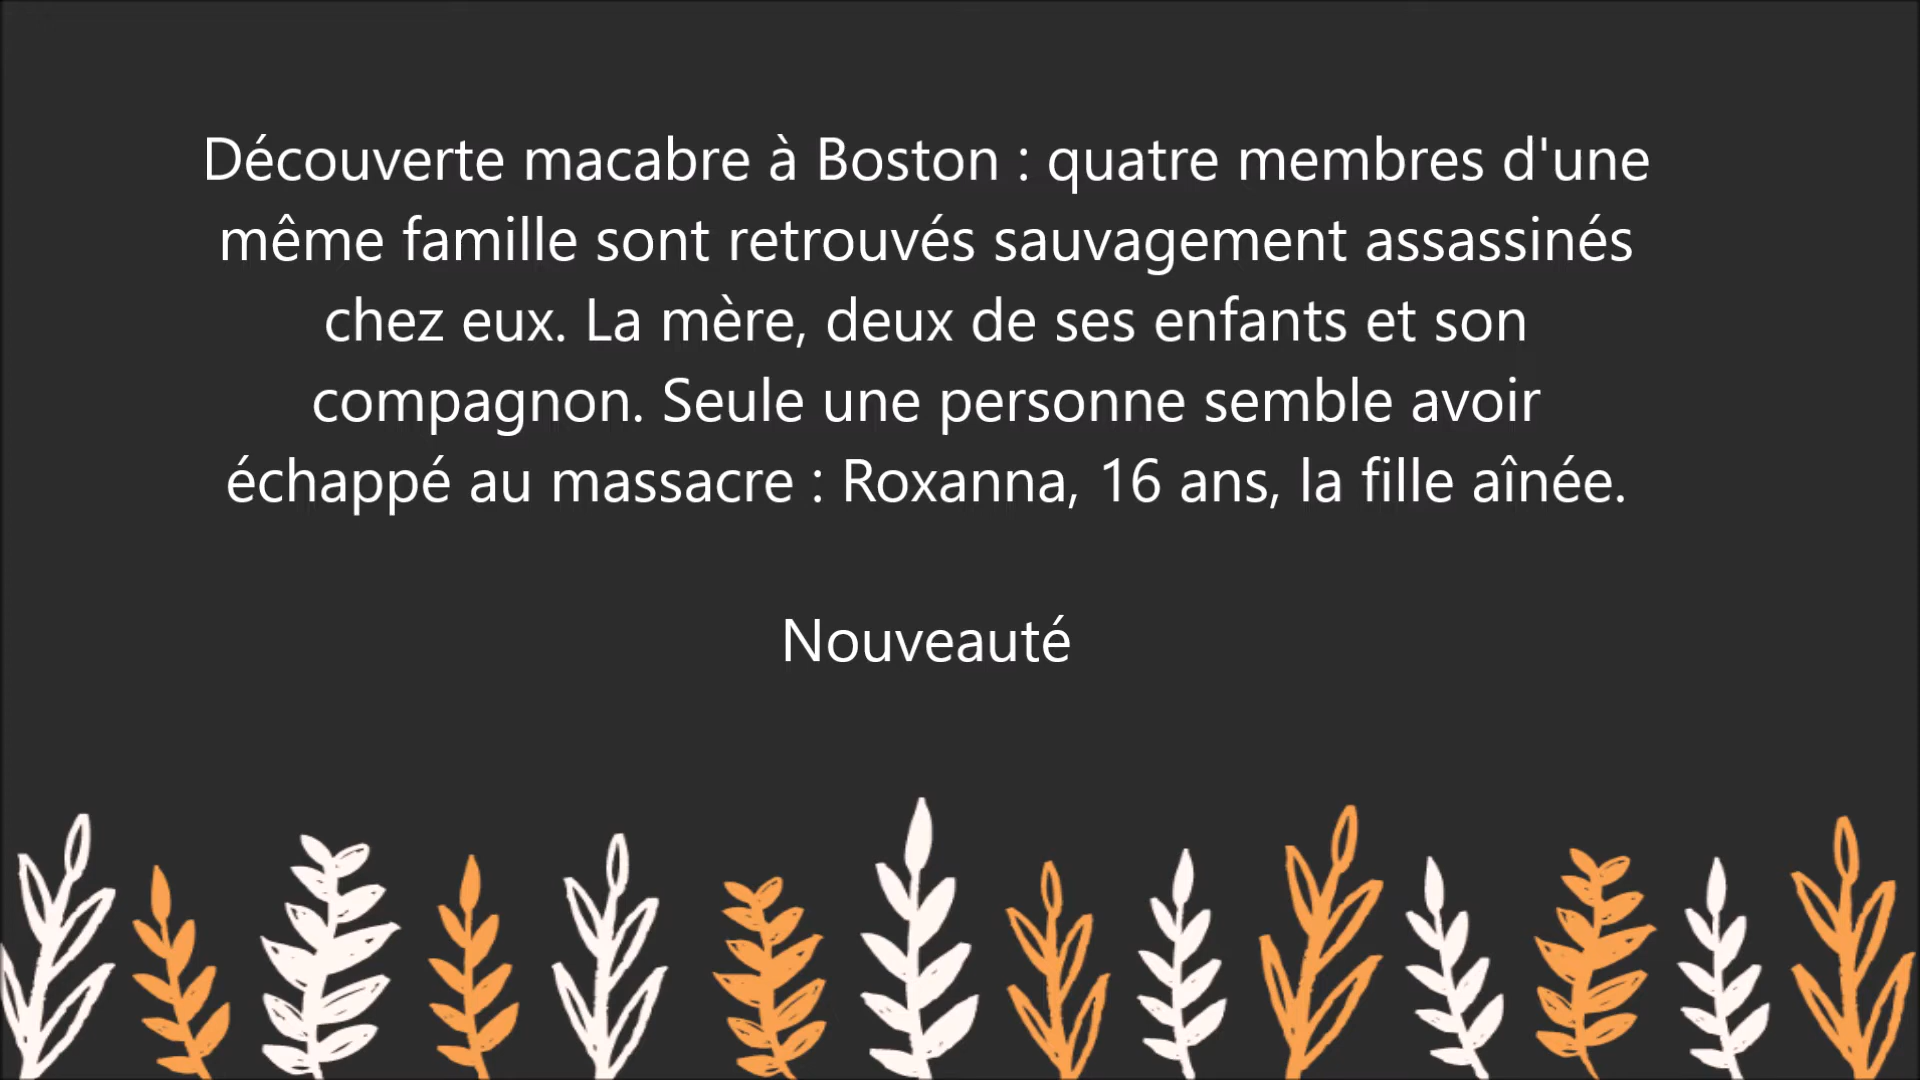 Découverte macabre à Boston : quatre membres d'une
même famille sont retrouvés sauvagement assassinés
chez eux. La mère, deux de ses enfants et son
compagnon. Seule une personne semble avoir
échappé au massacre : Roxanna, 16 ans, la fille aînée.
Nouveauté